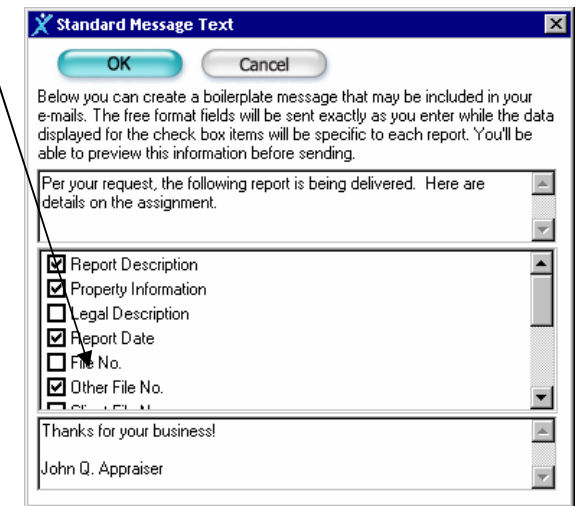 Standard Message Text
OK Cancel
Below you can create a boilerplate message that may be included in your
e-mails. The free format fields will be sent exactly as you enter while the data
displayed for the check box items will be specific to each report. You'll be
able to preview this information before sending.
Per your request, the following report is being delivered. Here are
details on the assignment.
Report Description
Property Information
Legal Description
Report Date
File No.
Other File No.
Thanks for your business!
John Q. Appraiser